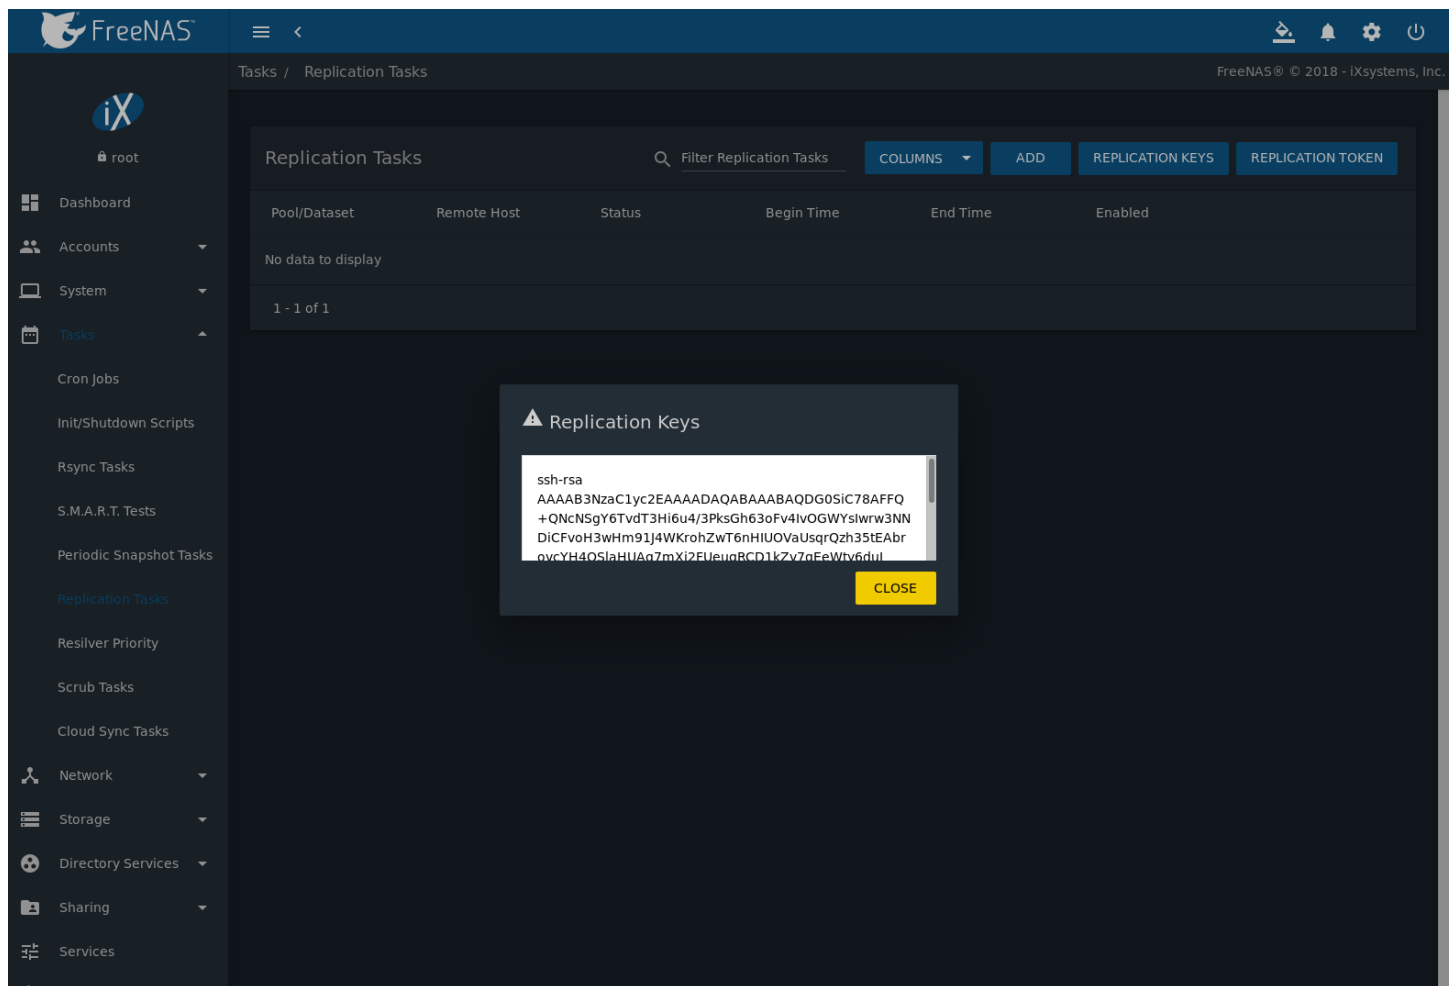 FreeNAS
Tasks / Replication Tasks
FreeNAS® © 2018 - iXsystems, Inc.
iX
root
Dashboard
Accounts
System
Tasks
Cron Jobs
Init/Shutdown Scripts
Rsync Tasks
S.M.A.R.T. Tests
Periodic Snapshot Tasks
Replication Tasks
Resilver Priority
Scrub Tasks
Cloud Sync Tasks
Network
Storage
Directory Services
Sharing
Services
Replication Tasks
Filter Replication Tasks
COLUMNS
ADD
REPLICATION KEYS
REPLICATION TOKEN
Pool/Dataset Remote Host Status Begin Time End Time Enabled
No data to display
1 - 1 of 1
Replication Keys
ssh-rsa
AAAAB3NzaC1yc2EAAAADAQABAAABAQDG0SiC78AFFQ
+QNcNSgY6TvdT3Hi6u4/3PksGh63oFv4IvOGWYsIwrw3NN
DiCFvoH3wHm91J4WKrohZwT6nHIUOVaUsqrQzh35tEAbr
CLOSE